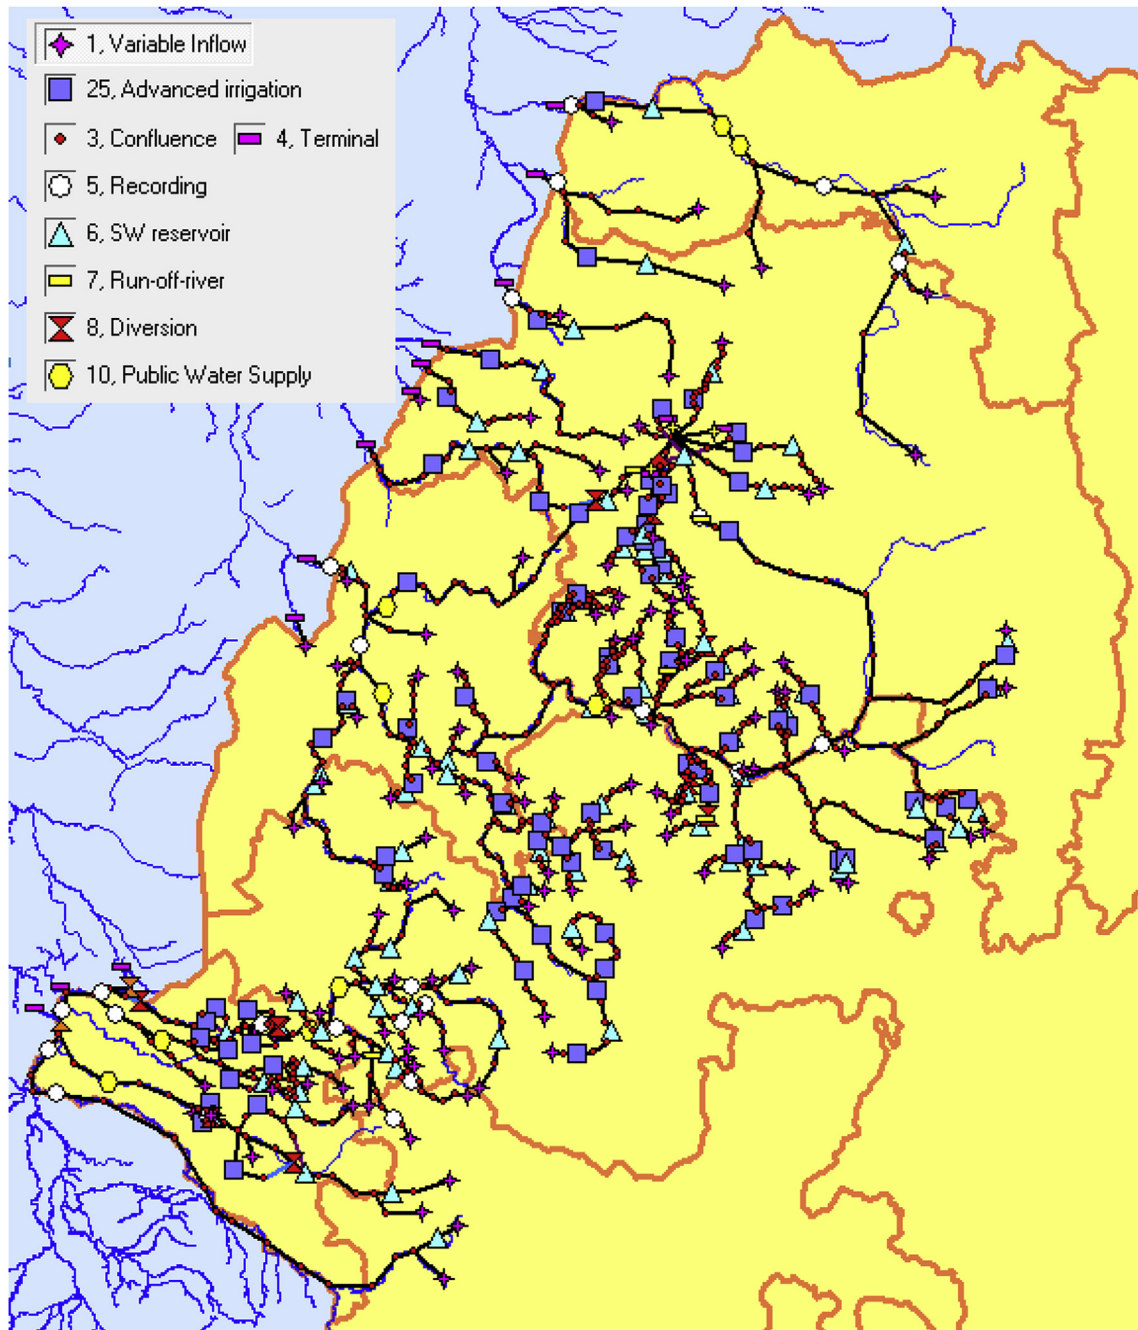 1, Variable Inflow
25, Advanced irrigation
3, Confluence 4, Terminal
5, Recording
6, SW reservoir
7, Run-off-river
8, Diversion
10, Public Water Supply